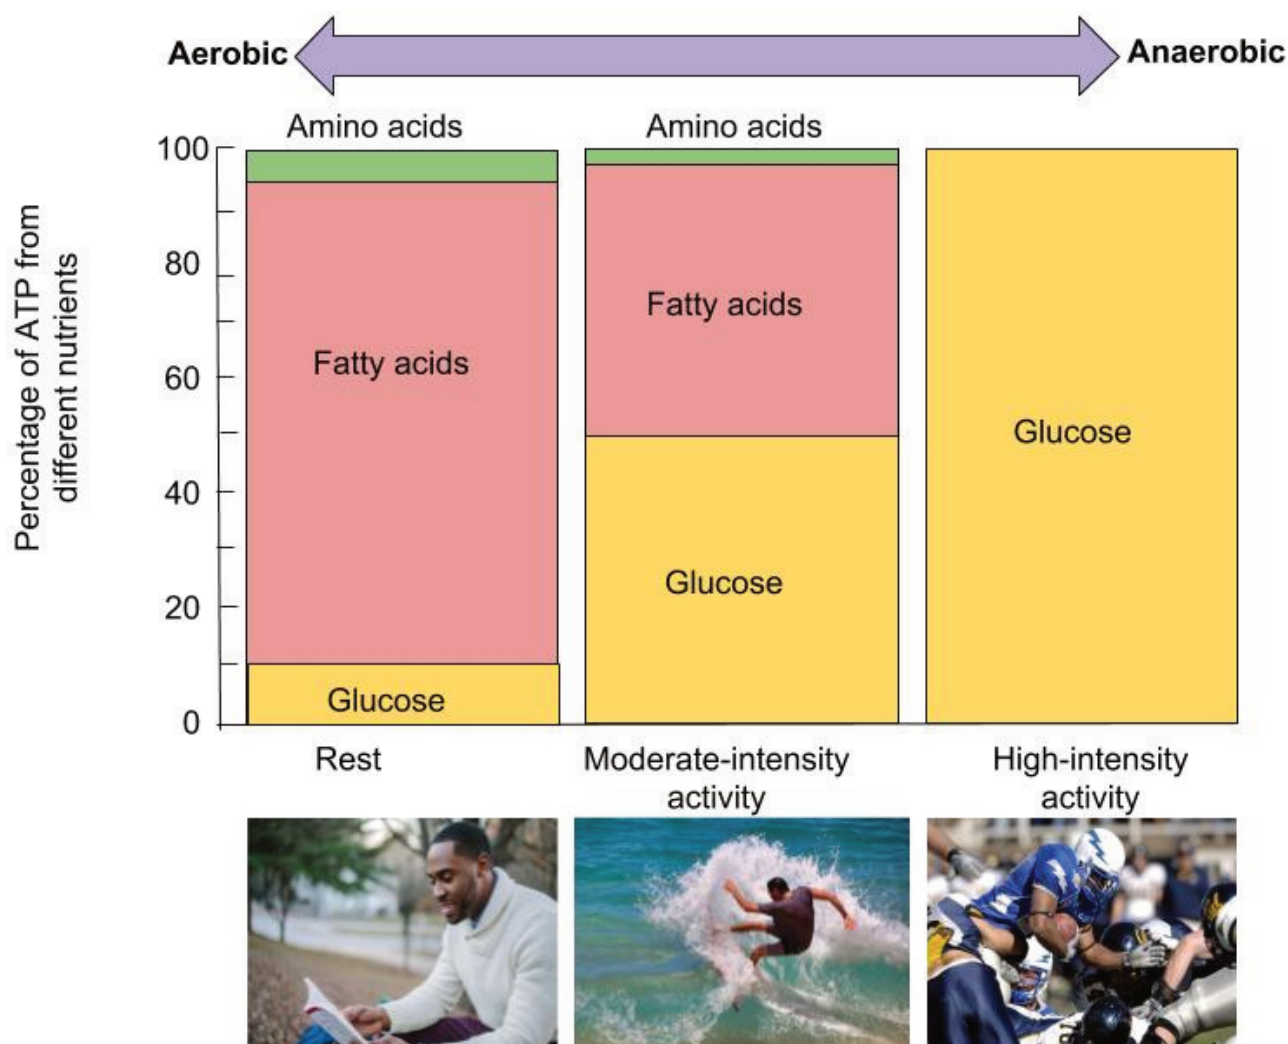 Aerobic
Anaerobic
Amino acids
Amino acids
Percentage of ATP from
different nutrients
100
80
60
40
20
0
Fatty acids
Glucose
Fatty acids
Glucose
Glucose
Rest
Moderate-intensity
activity
High-intensity
activity